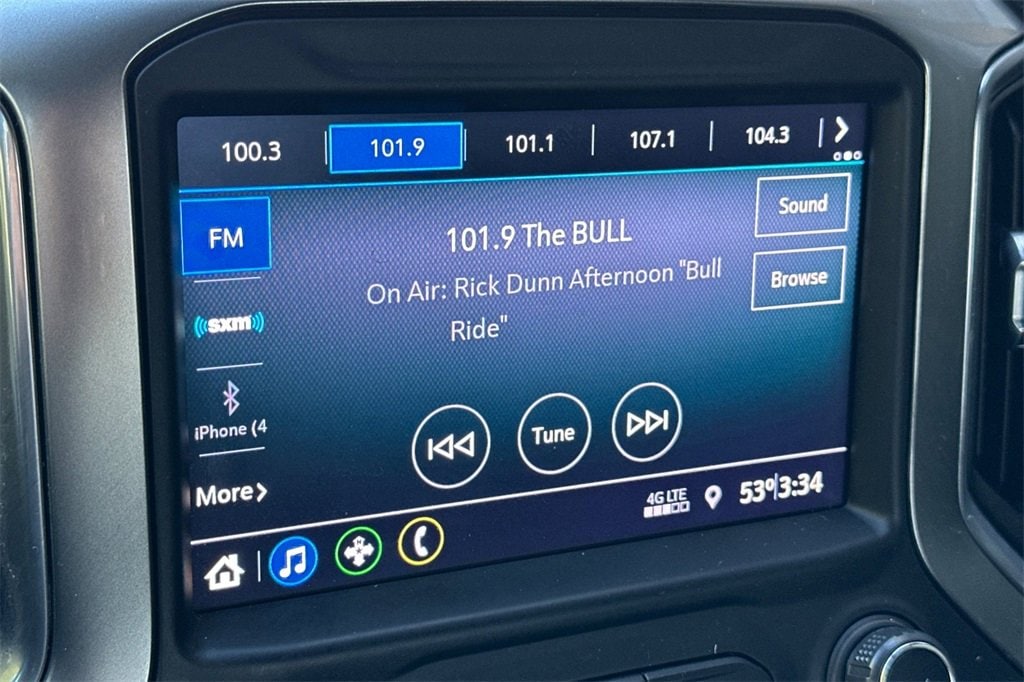 100.3 101.9 101.1 107.1 104.3
FM
Sound
101.9 The BULL
Browse
On Air: Rick Dunn Afternoon "Bull
Ride"
sxm
iPhone (4
Tune
More
4G LTE
53° 3:34
N